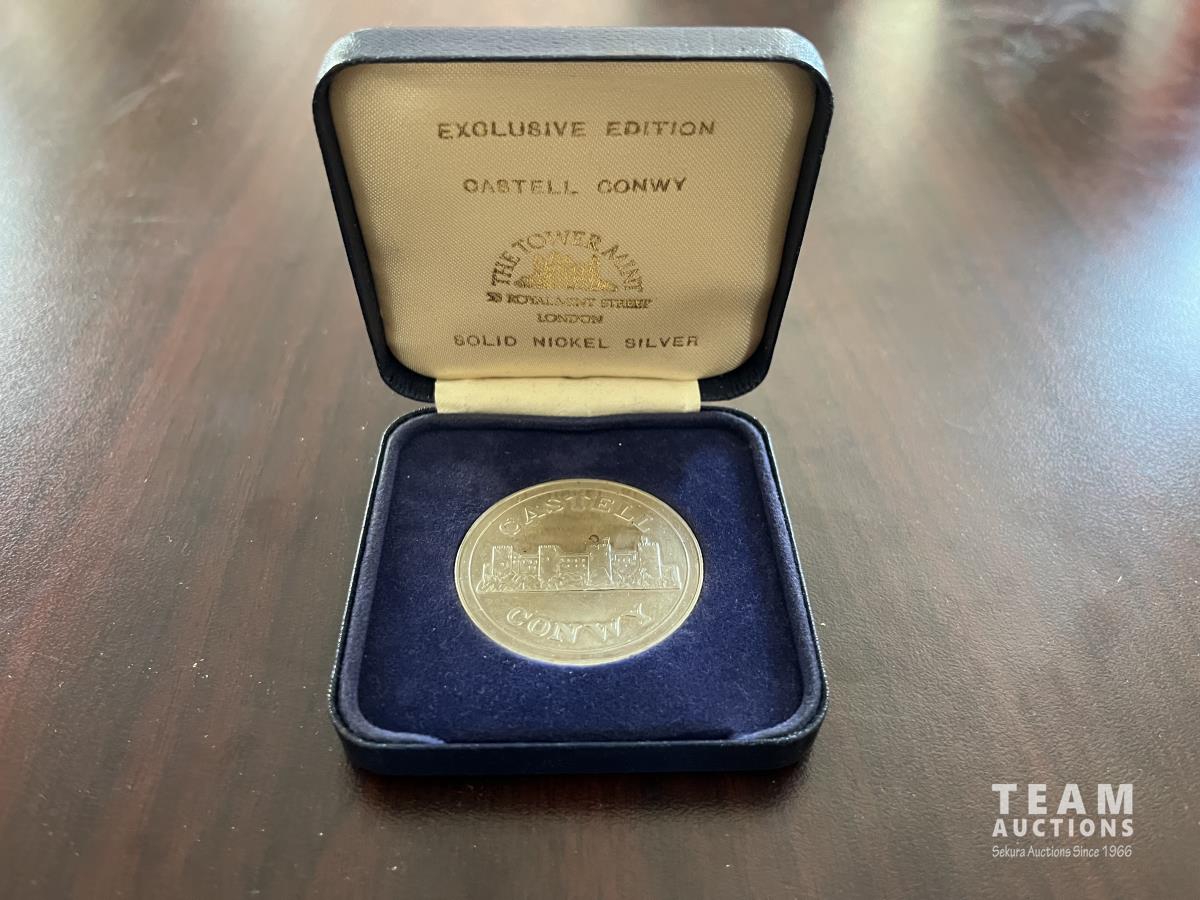 EXCLUSIVE EDITION
CASTELL CONWY
THE TOWER MINT
ROYAL MINT STREET
LONDON
SOLID NICKEL SILVER
CASTELL
CONWY
TEAM
AUCTIONS
Sekura Auctions Since 1966